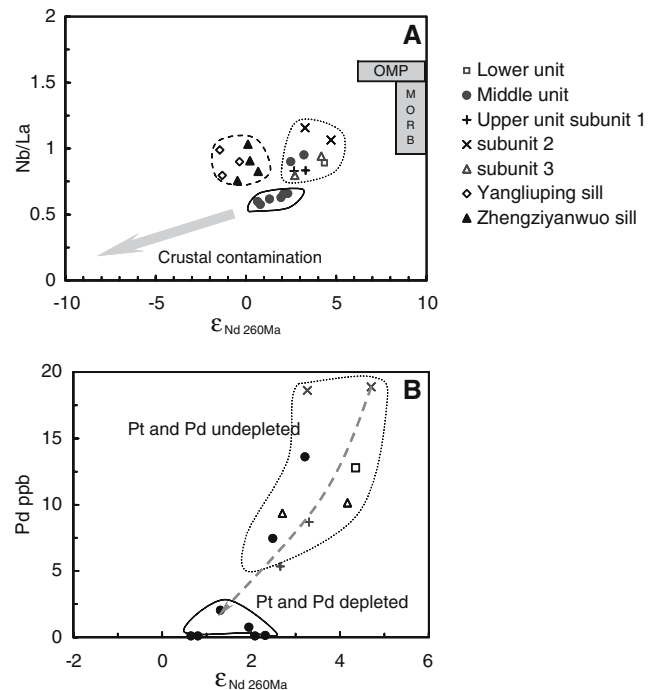 A
2
1.5
1
0.5
0
Nb/La
OMP
M
O
R
B
Crustal contamination
-10
-5
0
5
10
εNd 260Ma
Lower unit
Middle unit
Upper unit subunit 1
subunit 2
subunit 3
Yangliuping sill
Zhengziyanwuo sill
B
20
15
10
5
0
Pd ppb
Pt and Pd undepleted
Pt and Pd depleted
-2
0
2
4
6
εNd 260Ma